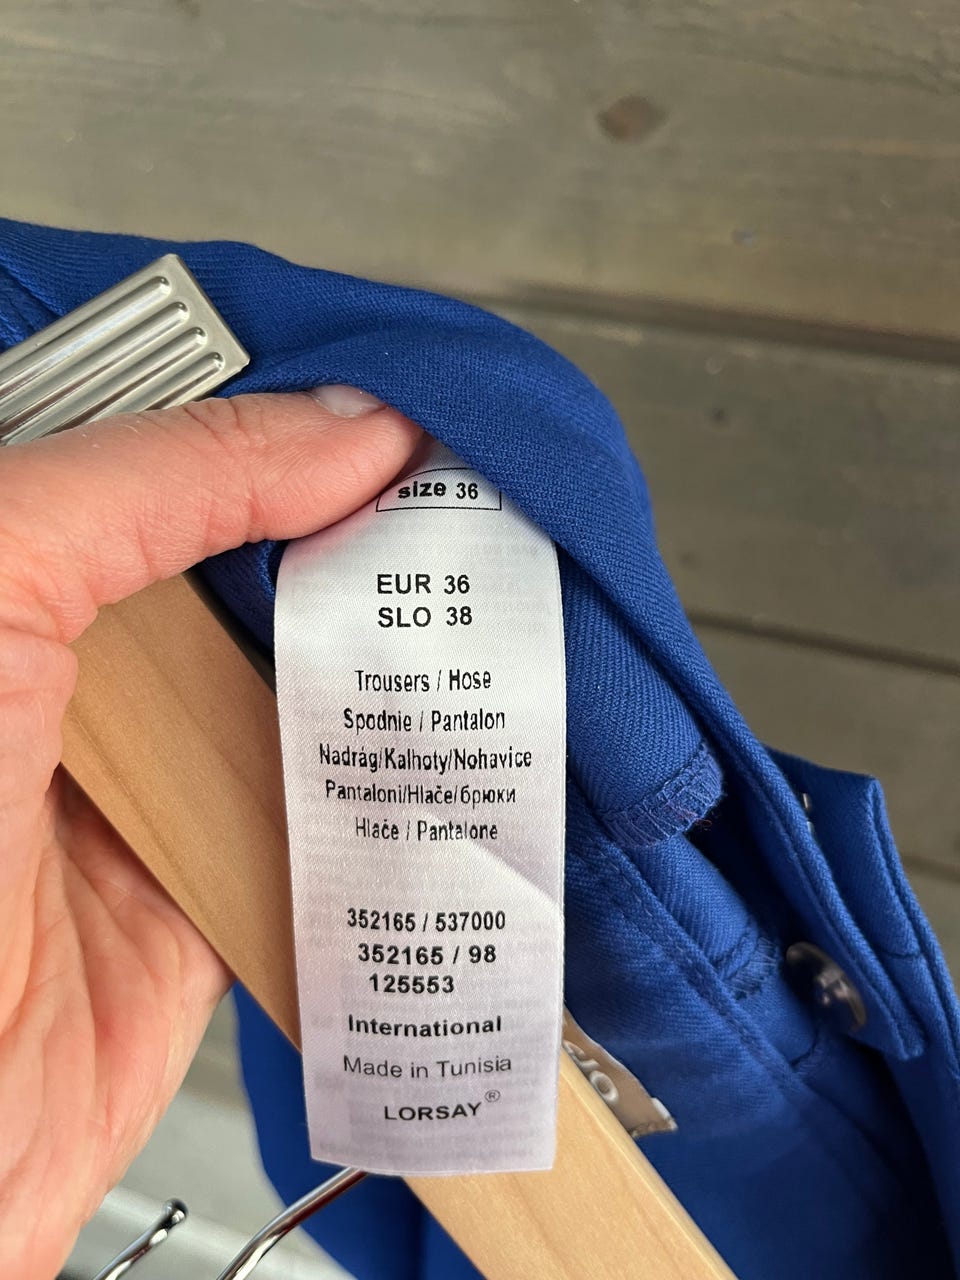 size 36
EUR 36
SLO 38
Trousers / Hose
Spodnie / Pantalon
Nadrág/Kalhoty/Nohavice
Pantaloni/Hlače/брюки
Hlače / Pantalone
352165 / 537000
352165 / 98
125553
International
Made in Tunisia
LORSAY®